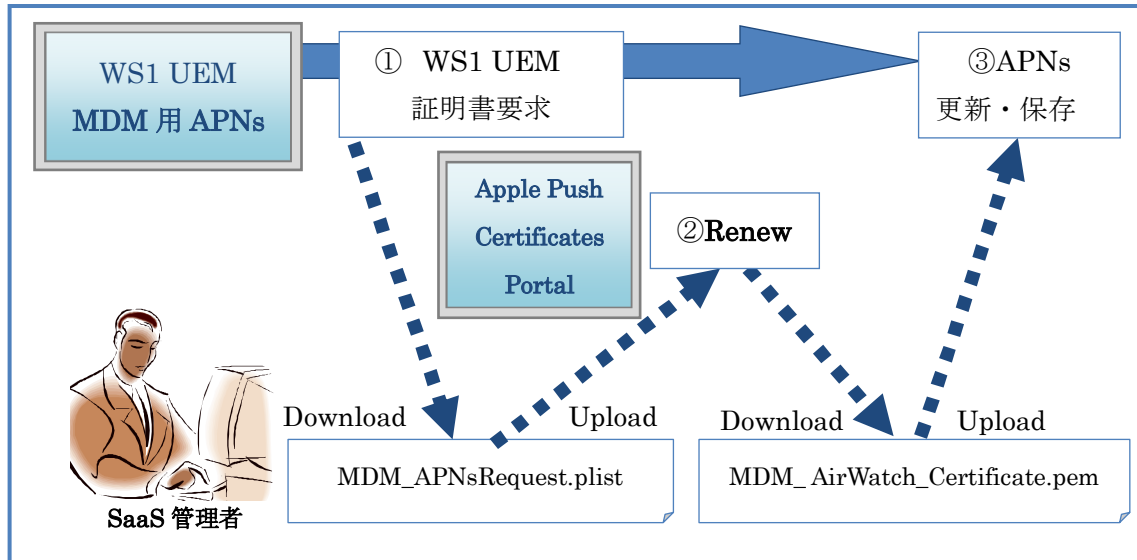 WS1 UEM
MDM 用 APNs
① WS1 UEM
証明書要求
③APNs
更新・保存
Apple Push
Certificates
Portal
②Renew
Download
Upload
Download
Upload
MDM_APNsRequest.plist
MDM_ AirWatch_Certificate.pem
SaaS 管理者